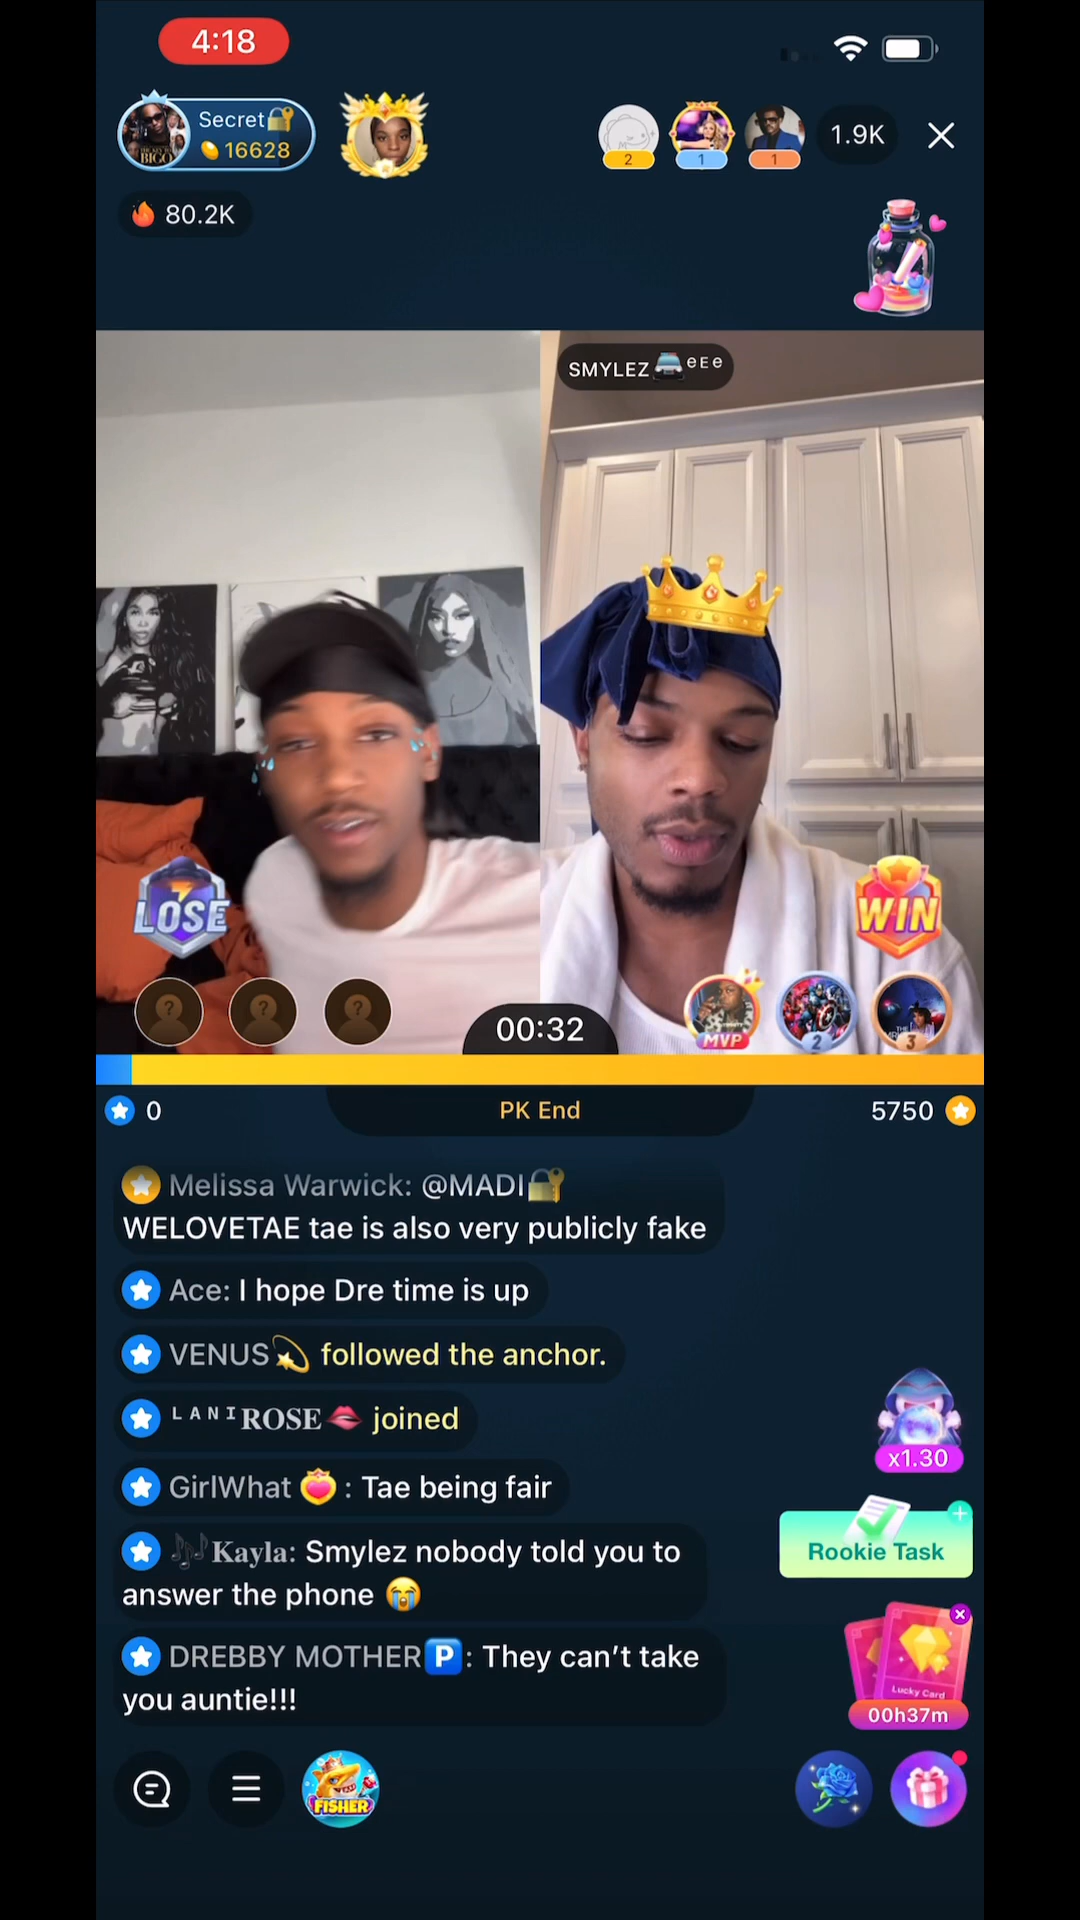 4:18
Secret
16628
BIGO
2
1
1
1.9K
80.2K
SMYLEZ ᵉᴱᵉ
LOSE
WIN
MVP
2
3
00:32
0
PK End
5750
Melissa Warwick: @MADI
WELOVETAE tae is also very publicly fake
Ace: I hope Dre time is up
VENUS followed the anchor.
ᴸᴬᴺᴵROSE joined
GirlWhat : Tae being fair
Kayla: Smylez nobody told you to
answer the phone
x1.30
Rookie Task
DREBBY MOTHER P : They can't take
you auntie!!!
Lucky Card
00h37m
FISHER